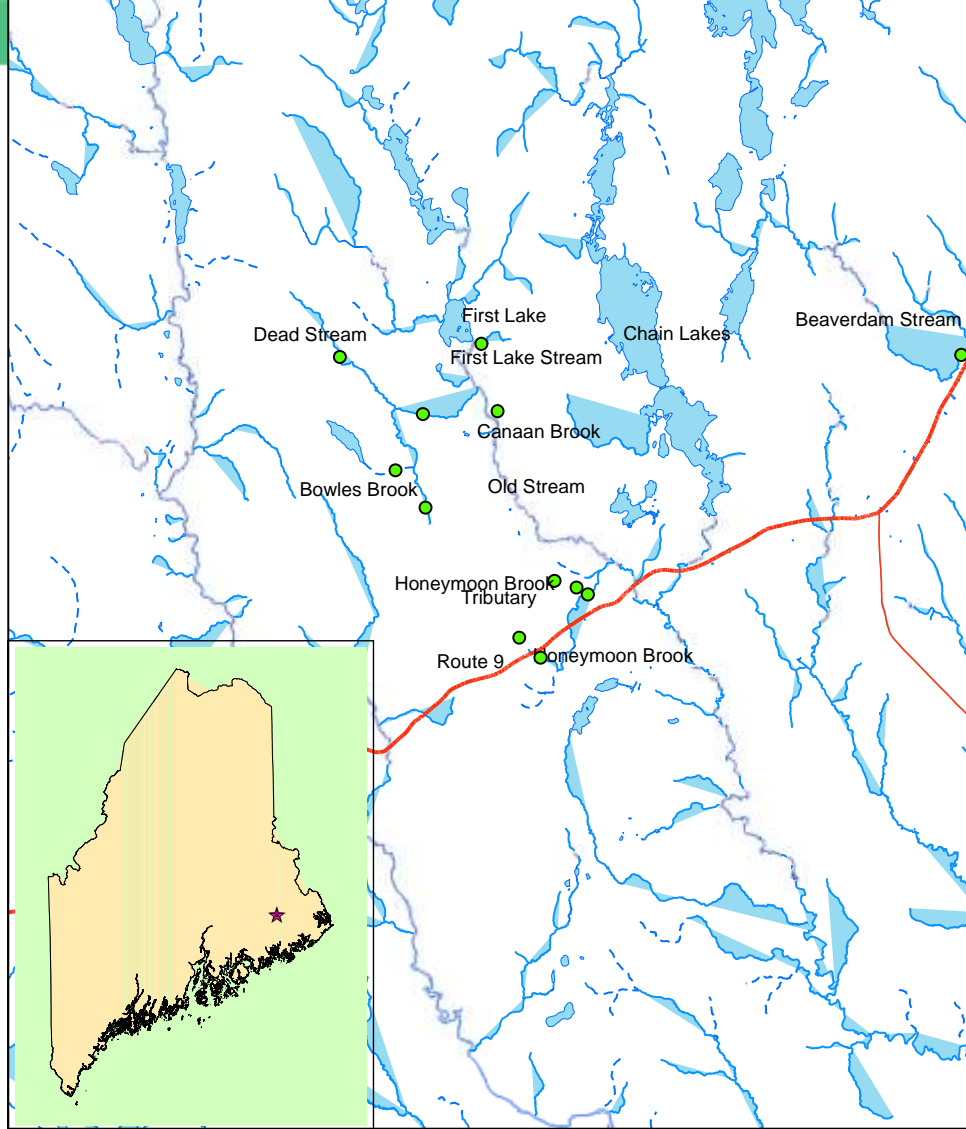 First Lake
Beaverdam Stream
Dead Stream
Chain Lakes
First Lake Stream
Canaan Brook
Bowles Brook
Old Stream
Honeymoon Brook
Tributary
Route 9
Honeymoon Brook